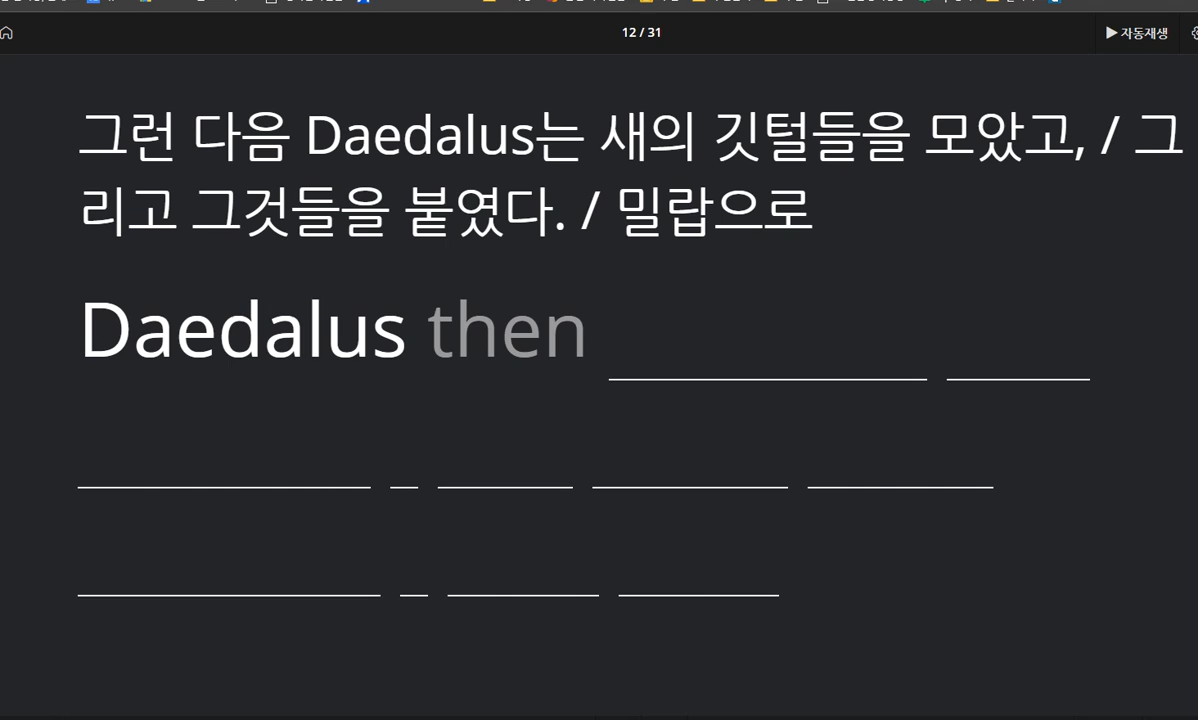 12 / 31
▶ 자동재생
그런 다음 Daedalus는 새의 깃털들을 모았고, / 그
리고 그것들을 붙였다. / 밀랍으로
Daedalus then